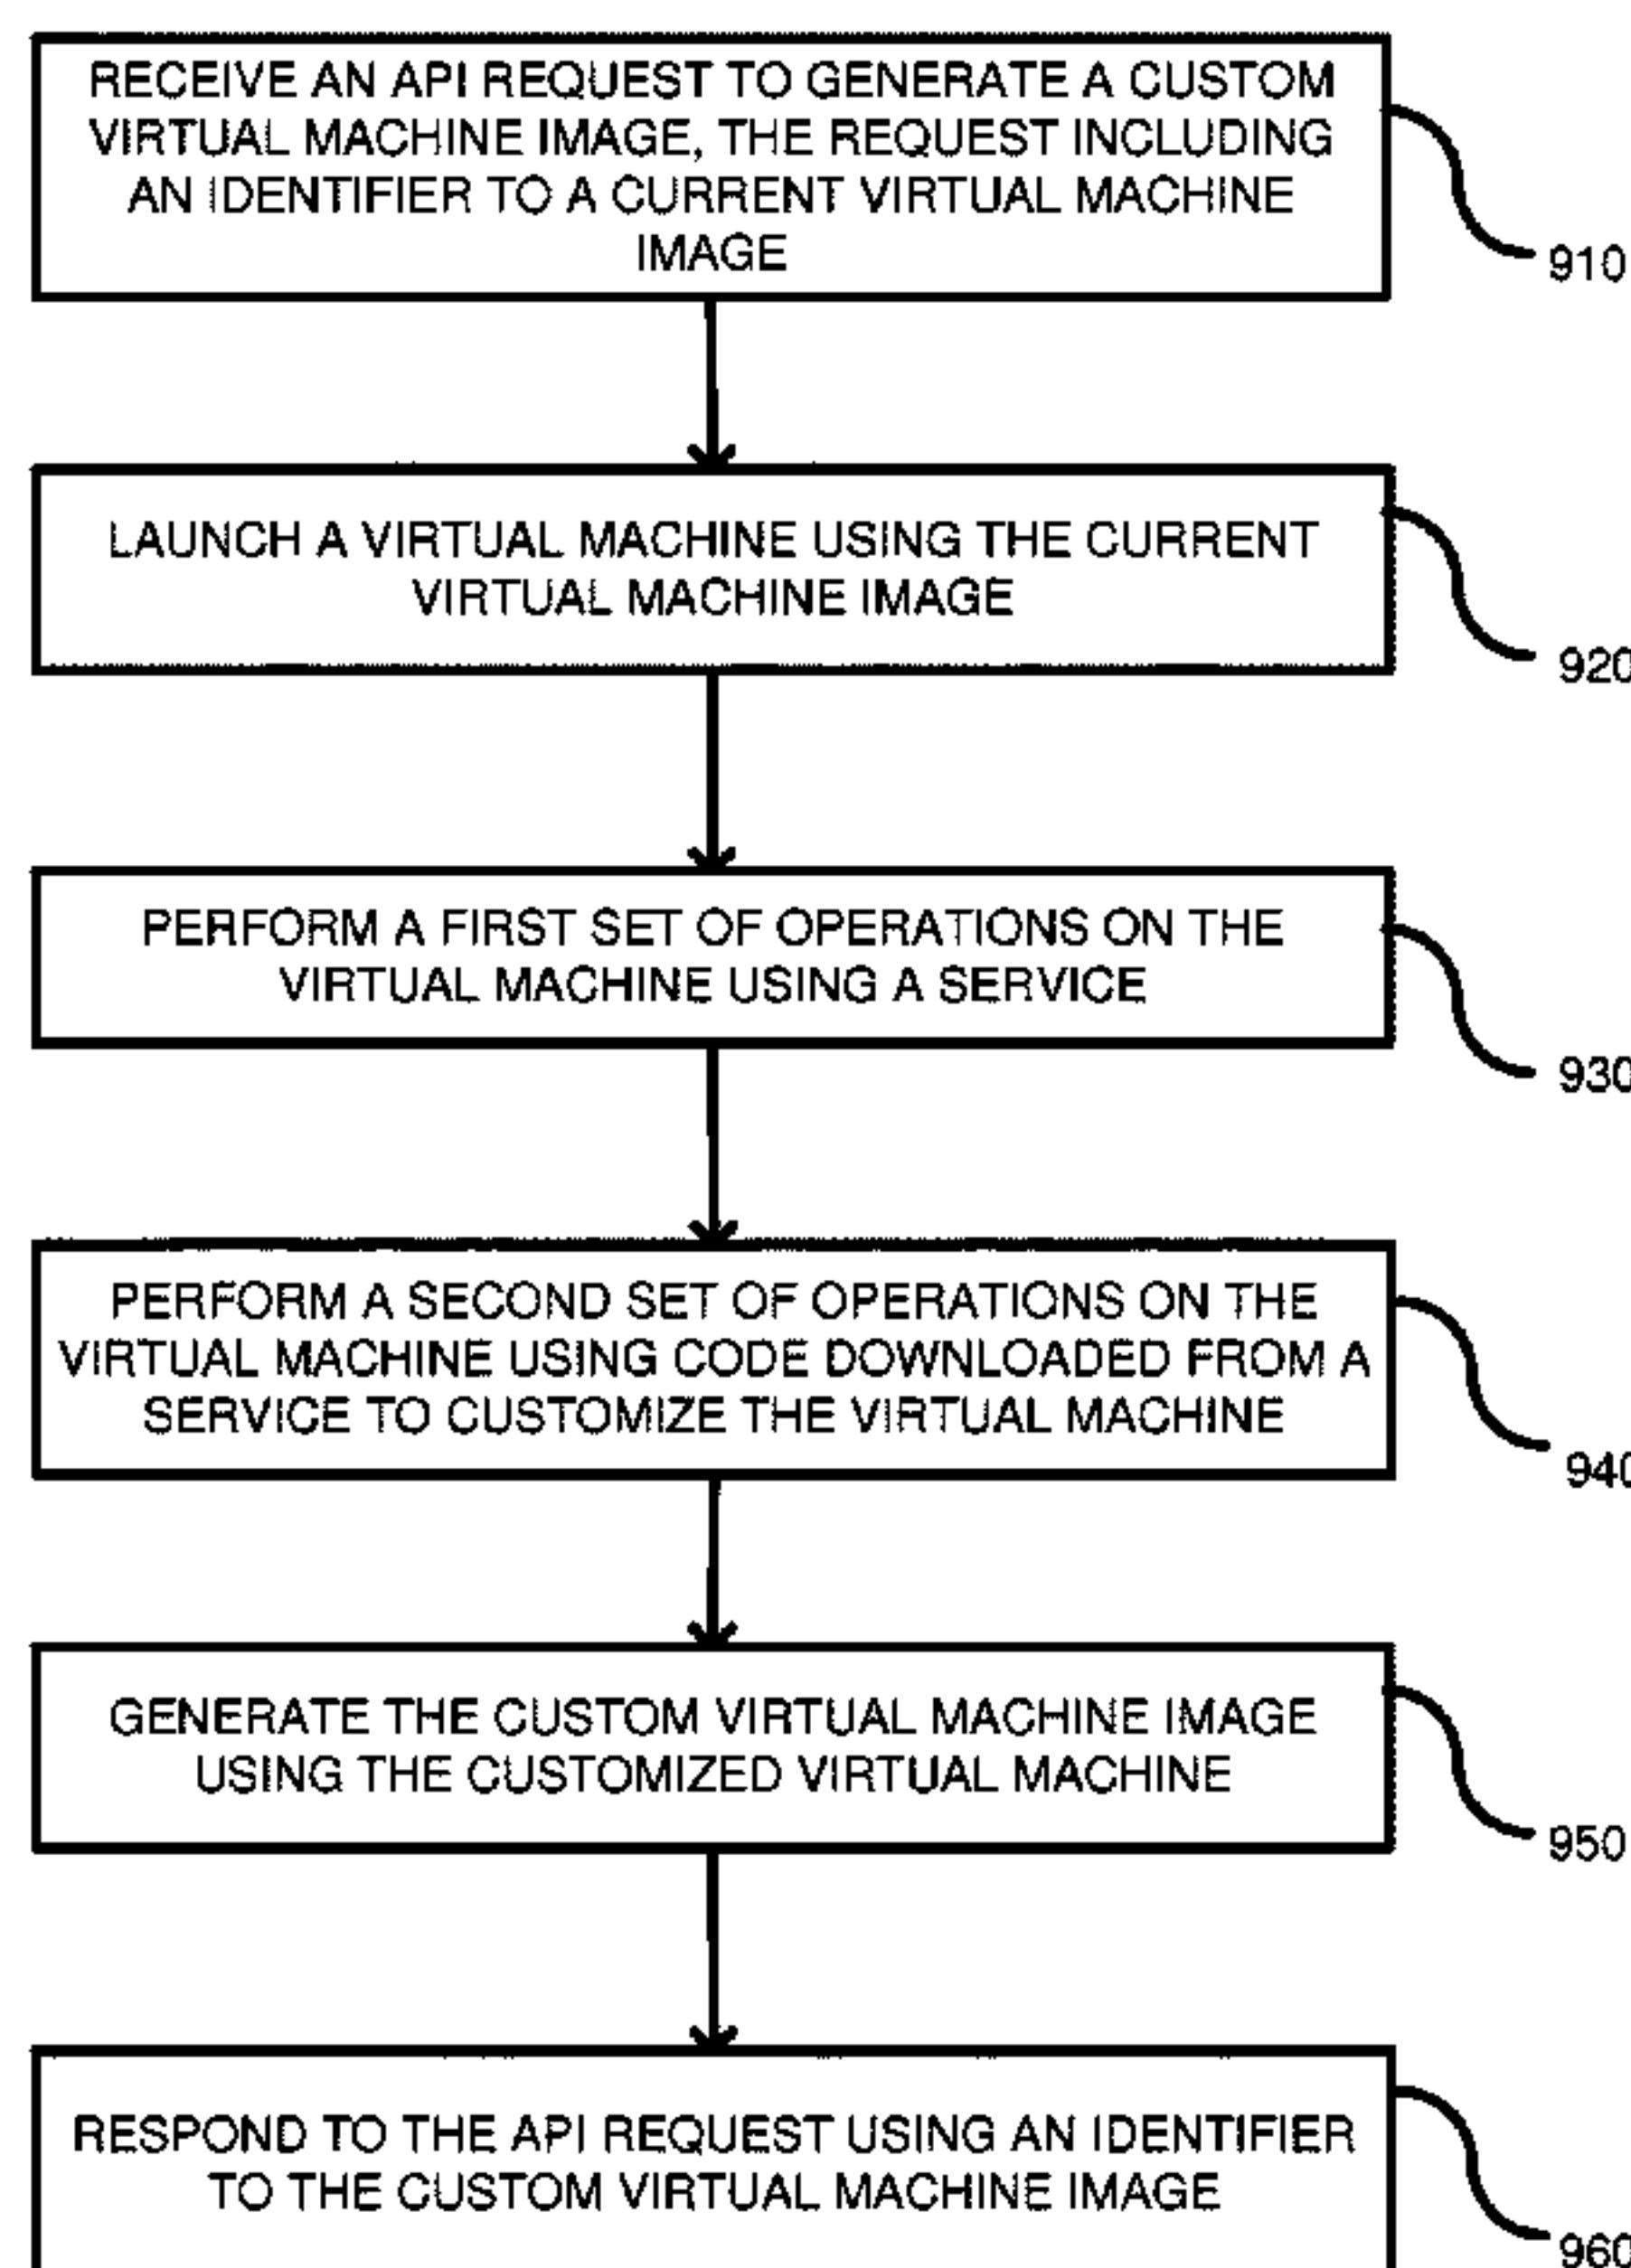 RECEIVE AN API REQUEST TO GENERATE A CUSTOM
VIRTUAL MACHINE IMAGE, THE REQUEST INCLUDING
AN IDENTIFIER TO A CURRENT VIRTUAL MACHINE
IMAGE
910
LAUNCH A VIRTUAL MACHINE USING THE CURRENT
VIRTUAL MACHINE IMAGE
920
PERFORM A FIRST SET OF OPERATIONS ON THE
VIRTUAL MACHINE USING A SERVICE
930
PERFORM A SECOND SET OF OPERATIONS ON THE
VIRTUAL MACHINE USING CODE DOWNLOADED FROM A
SERVICE TO CUSTOMIZE THE VIRTUAL MACHINE
940
GENERATE THE CUSTOM VIRTUAL MACHINE IMAGE
USING THE CUSTOMIZED VIRTUAL MACHINE
950
RESPOND TO THE API REQUEST USING AN IDENTIFIER
TO THE CUSTOM VIRTUAL MACHINE IMAGE
960